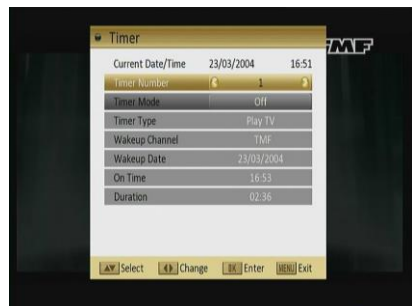 Timer
TMF
Current Date/Time 23/03/2004 16:51
Timer Number 1
Timer Mode Off
Timer Type Play TV
Wakeup Channel TMF
Wakeup Date 23/03/2004
On Time 16:53
Duration 02:36
Select Change OK Enter MENU Exit